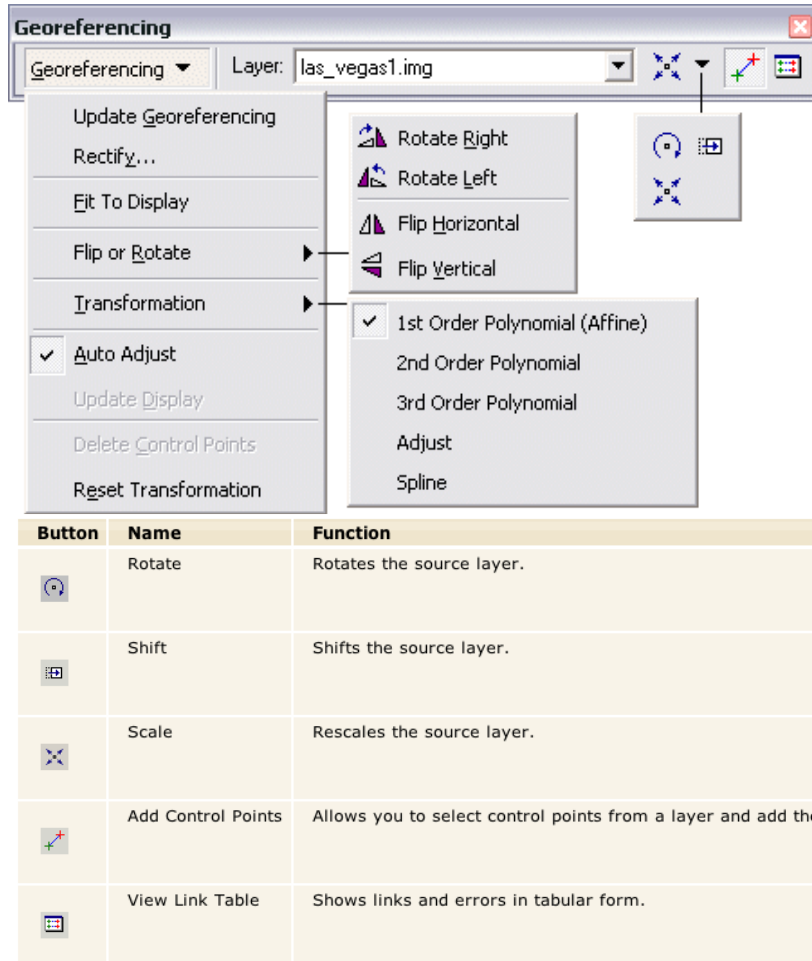 Georeferencing
Georeferencing Layer: las_vegas1.img
Update Georeferencing
Rectify...
Fit To Display
Flip or Rotate
Transformation
Auto Adjust
Update Display
Delete Control Points
Reset Transformation
Rotate Right
Rotate Left
Flip Horizontal
Flip Vertical
1st Order Polynomial (Affine)
2nd Order Polynomial
3rd Order Polynomial
Adjust
Spline
Button Name Function
Rotate Rotates the source layer.
Shift Shifts the source layer.
Scale Rescales the source layer.
Add Control Points Allows you to select control points from a layer and add
View Link Table Shows links and errors in tabular form.